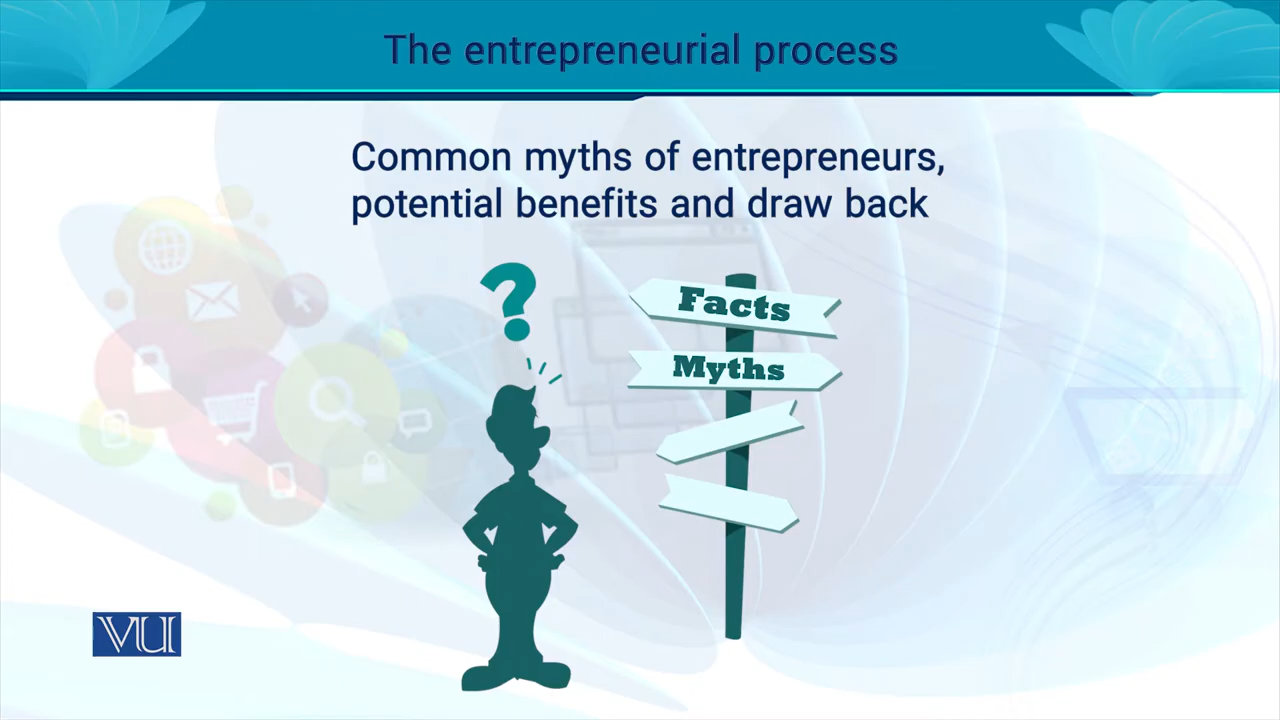 The entrepreneurial process
Common myths of entrepreneurs,
potential benefits and draw back
?
Facts
Myths
VU